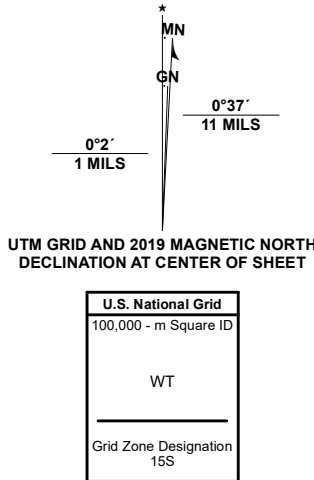 ★
MN
GN
0°37´
11 MILS
0°2´
1 MILS
UTM GRID AND 2019 MAGNETIC NORTH
DECLINATION AT CENTER OF SHEET
U.S. National Grid
100,000 - m Square ID
WT
Grid Zone Designation
15S